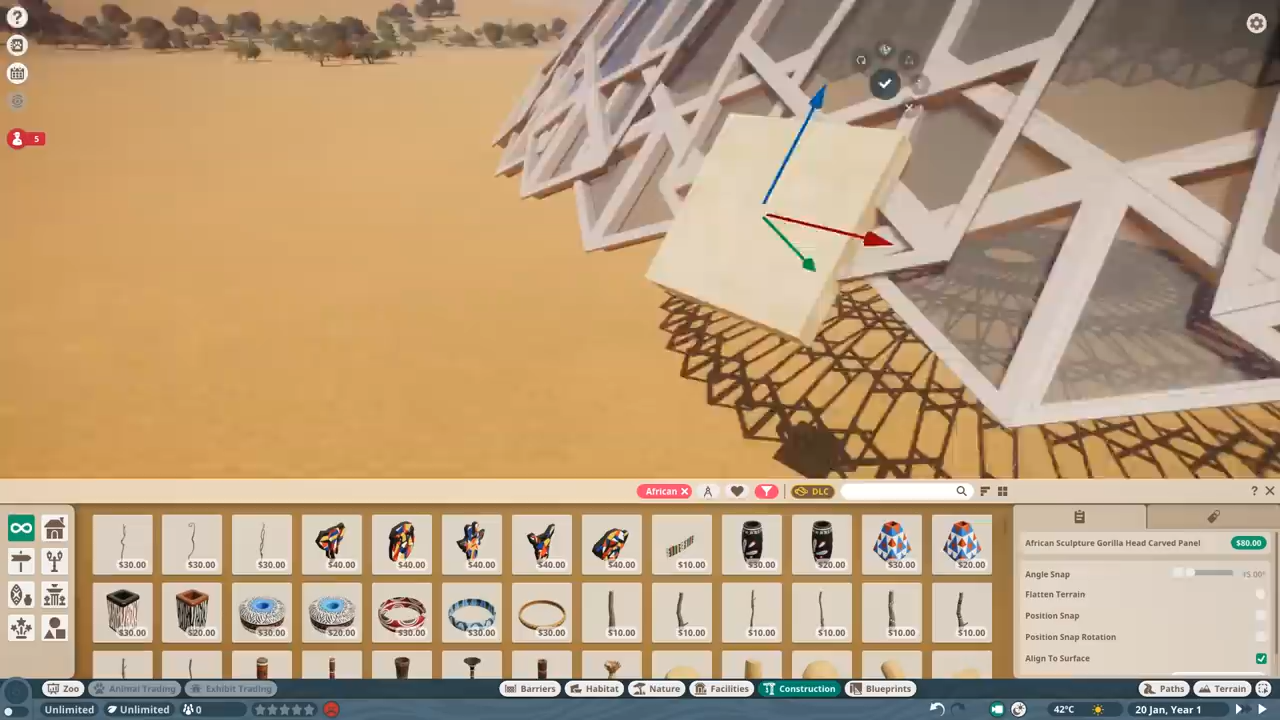 ?
5
African ×
DLC
? ×
$30.00 $30.00 $30.00 $40.00 $40.00 $40.00 $40.00 $40.00 $10.00 $30.00 $20.00 $30.00 $20.00
$30.00 $20.00 $30.00 $20.00 $30.00 $30.00 $30.00 $10.00 $10.00 $10.00 $10.00 $10.00 $10.00
African Sculpture Gorilla Head Carved Panel $80.00
Angle Snap
Flatten Terrain
Position Snap
Position Snap Rotation
Align To Surface
Zoo Animal Trading Exhibit Trading Barriers Habitat Nature Facilities Construction Blueprints Paths Terrain
Unlimited Unlimited 0 42°C 20 Jan, Year 1